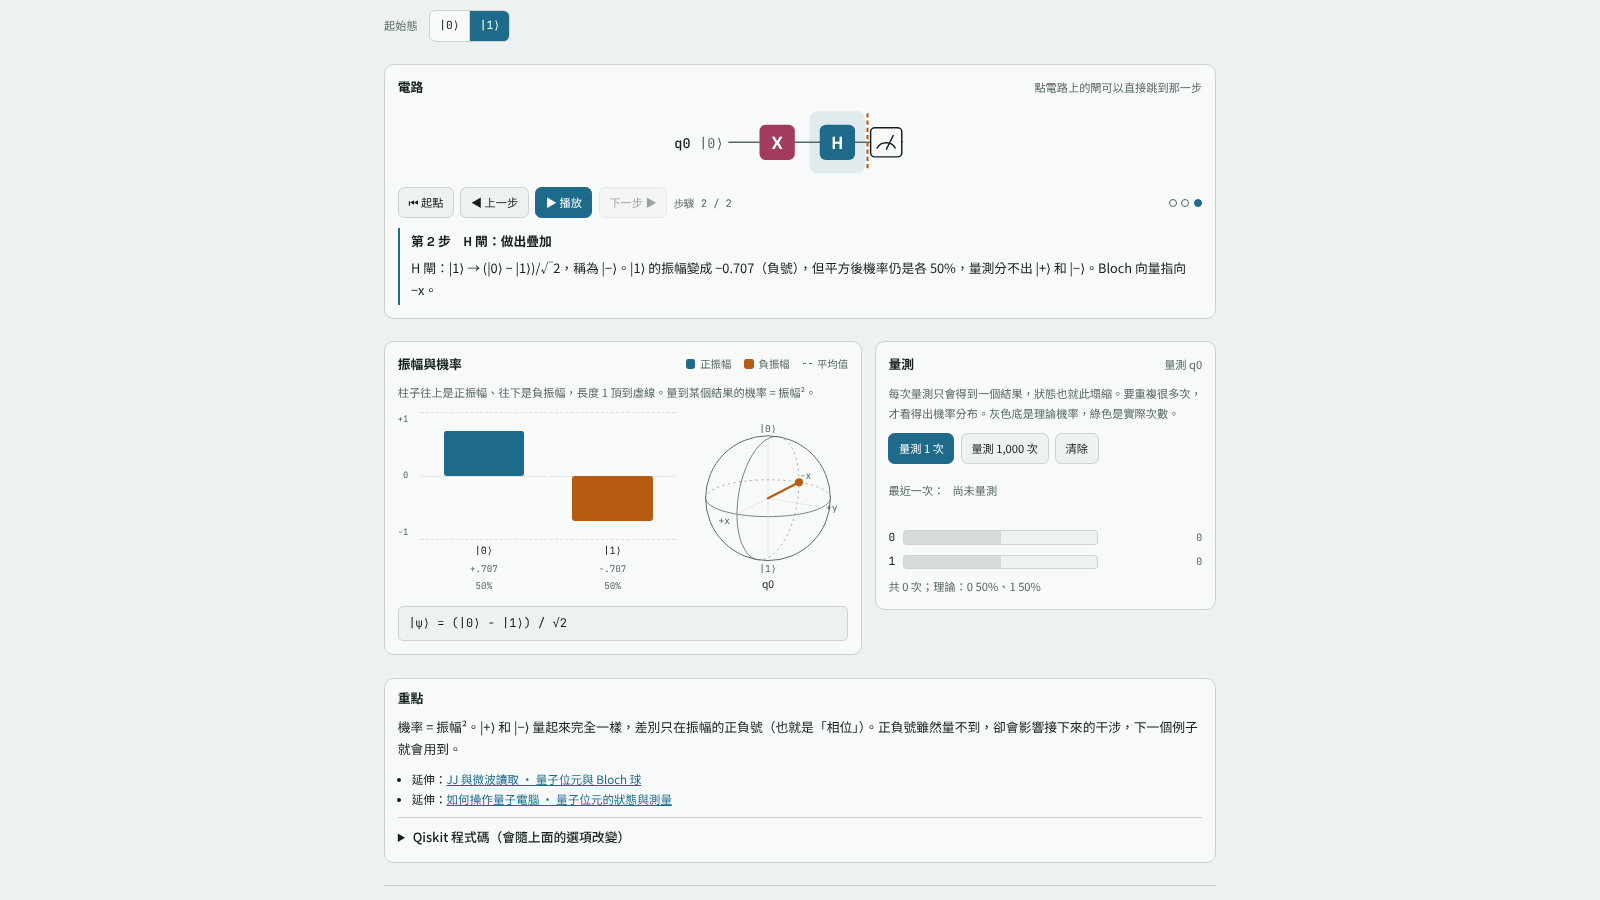 起始態 |0⟩ |1⟩
電路 點電路上的閘可以直接跳到那一步
q0 |0⟩ X H
⏮ 起點 ◀ 上一步 ▶ 播放 下一步 ▶ 步驟 2 / 2
第 2 步 H 閘：做出疊加
H 閘：|1⟩ → (|0⟩ − |1⟩)/√2，稱為 |−⟩。|1⟩ 的振幅變成 −0.707（負號），但平方後機率仍是各 50%，量測分不出 |+⟩ 和 |−⟩。Bloch 向量指向
−x。
振幅與機率 正振幅 負振幅 平均值
柱子往上是正振幅、往下是負振幅，長度 1 頂到虛線。量到某個結果的機率 = 振幅²。
+1
0
-1
|0⟩ |1⟩
+.707 -.707
50% 50%
|0⟩
-x
+y
+x
|1⟩
q0
|ψ⟩ = (|0⟩ - |1⟩) / √2
量測 量測 q0
每次量測只會得到一個結果，狀態也就此塌縮。要重複很多次，
才看得出機率分布。灰色底是理論機率，綠色是實際次數。
量測 1 次 量測 1,000 次 清除
最近一次： 尚未量測
0 0
1 0
共 0 次；理論：0 50%、1 50%
重點
機率 = 振幅²。|+⟩ 和 |−⟩ 量起來完全一樣，差別只在振幅的正負號（也就是「相位」）。正負號雖然量不到，卻會影響接下來的干涉，下一個例子
就會用到。
• 延伸：JJ 與微波讀取 · 量子位元與 Bloch 球
• 延伸：如何操作量子電腦 · 量子位元的狀態與測量
▶ Qiskit 程式碼（會隨上面的選項改變）